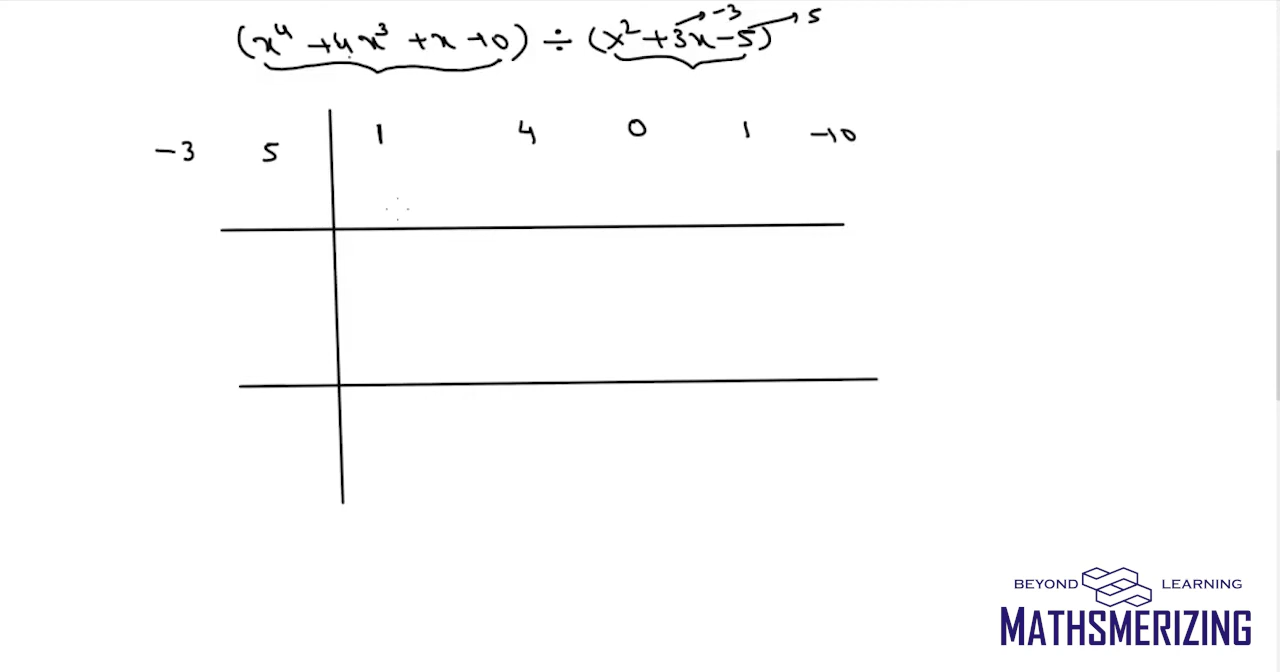 (x⁴ + 4x³ + x - 10) ÷ (x² + 3x - 5) → -3 → 5
-3 5 1 4 0 1 -10
BEYOND LEARNING
MATHSMERIZING